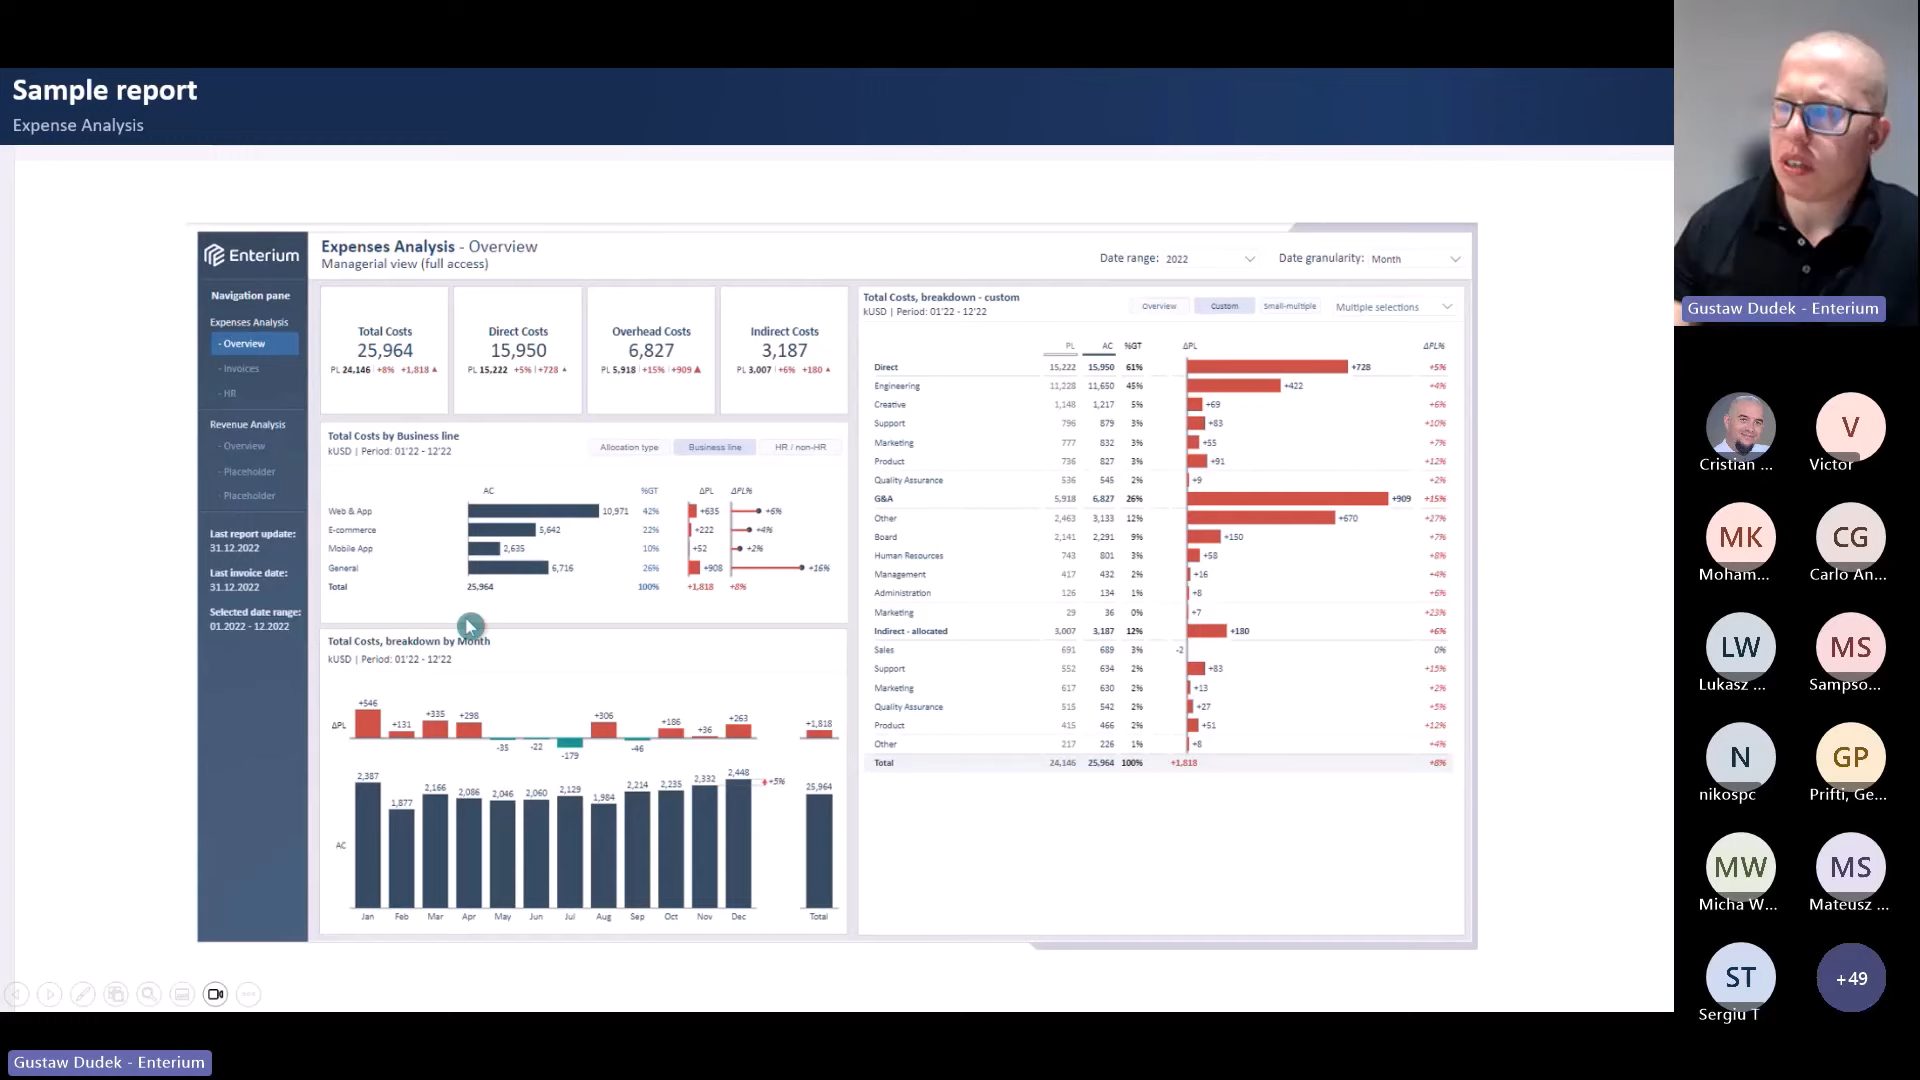 Sample report
Expense Analysis
Enterium
Navigation pane
Expenses Analysis
- Overview
- Invoices
- HR
Revenue Analysis
- Overview
- Placeholder
- Placeholder
Last report update:
31.12.2022
Last invoice date:
31.12.2022
Selected date range:
01.2022 - 12.2022
Expenses Analysis - Overview
Managerial view (full access)
Date range: 2022
Date granularity: Month
Total Costs
25,964
PL 24,146 +8% +1,818
Direct Costs
15,950
PL 15,222 +5% +728
Overhead Costs
6,827
PL 5,918 +15% +909
Indirect Costs
3,187
PL 3,007 +6% +180
Total Costs by Business line
kUSD | Period: 01'22 - 12'22
Allocation type Business line HR / non-HR
AC %GT ΔPL ΔPL%
Web & App 10,971 42% +635 +6%
E-commerce 5,642 22% +222 +4%
Mobile App 2,635 10% +52 +2%
General 6,716 26% +908 +16%
Total 25,964 100% +1,818 +8%
Total Costs, breakdown by Month
kUSD | Period: 01'22 - 12'22
ΔPL +546 +131 +335 +298 -35 -22 -179 +306 -46 +186 +36 +263 +1,818
AC 2,387 1,877 2,166 2,086 2,046 2,060 2,129 1,984 2,214 2,235 2,332 2,448 +5% 25,964
Jan Feb Mar Apr May Jun Jul Aug Sep Oct Nov Dec Total
Total Costs, breakdown - custom
kUSD | Period: 01'22 - 12'22
Overview Custom Small-multiple Multiple selections
PL AC %GT ΔPL ΔPL%
Direct 15,222 15,950 61% +728 +5%
Engineering 11,228 11,650 45% +422 +4%
Creative 1,148 1,217 5% +69 +6%
Support 796 879 3% +83 +10%
Marketing 777 832 3% +55 +7%
Product 736 827 3% +91 +12%
Quality Assurance 536 545 2% +9 +2%
G&A 5,918 6,827 26% +909 +15%
Other 2,463 3,133 12% +670 +27%
Board 2,141 2,291 9% +150 +7%
Human Resources 743 801 3% +58 +8%
Management 417 432 2% +16 +4%
Administration 126 134 1% +8 +6%
Marketing 29 36 0% +7 +23%
Indirect - allocated 3,007 3,187 12% +180 +6%
Sales 691 689 3% -2 0%
Support 552 634 2% +83 +15%
Marketing 617 630 2% +13 +2%
Quality Assurance 515 542 2% +27 +5%
Product 415 466 2% +51 +12%
Other 217 226 1% +8 +4%
Total 24,146 25,964 100% +1,818 +8%
Gustaw Dudek - Enterium
Cristian ...
V
Victor
MK
Moham...
CG
Carlo An...
LW
Lukasz ...
MS
Sampso...
N
nikospc
GP
Prifti, Ge...
MW
Micha W...
MS
Mateusz ...
ST
Sergiu T
+49
Gustaw Dudek - Enterium